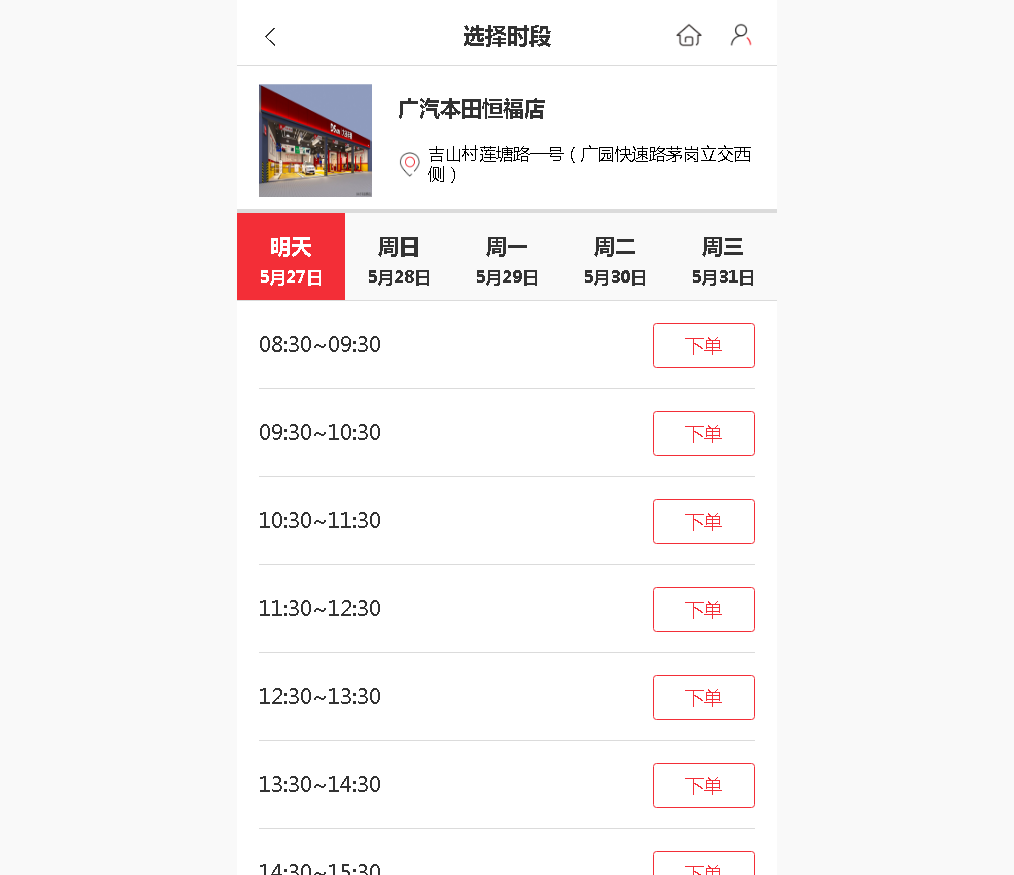 选择时段
广汽本田恒福店
吉山村莲塘路一号（广园快速路茅岗立交西
侧）
明天
5月27日
周日
5月28日
周一
5月29日
周二
5月30日
周三
5月31日
08:30~09:30
下单
09:30~10:30
下单
10:30~11:30
下单
11:30~12:30
下单
12:30~13:30
下单
13:30~14:30
下单
14:30~15:30
下单